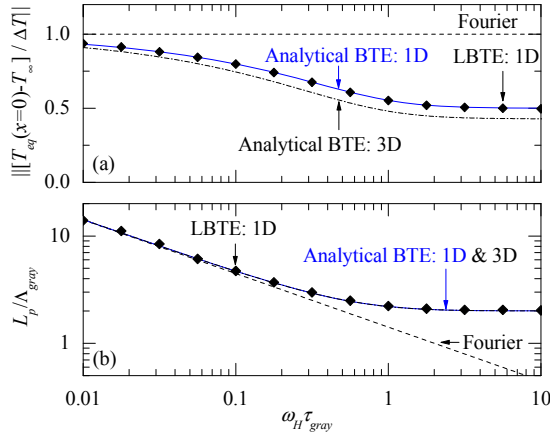 ||[T_eq(x=0)-T_∞] / ΔT||
1.0
0.5
0.0
Fourier
Analytical BTE: 1D
LBTE: 1D
Analytical BTE: 3D
(a)
L_p/Λ_gray
10
1
LBTE: 1D
Analytical BTE: 1D & 3D
Fourier
(b)
0.01 0.1 1 10
ω_H τ_gray